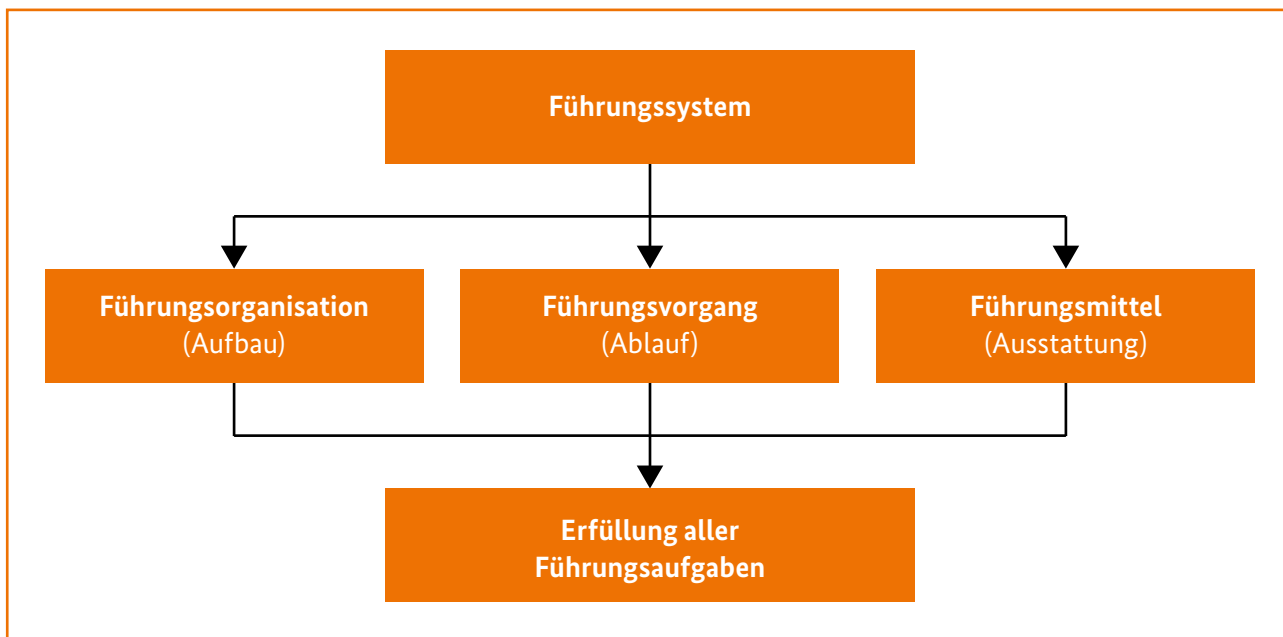 Führungssystem
Führungsorganisation
(Aufbau)
Führungsvorgang
(Ablauf)
Führungsmittel
(Ausstattung)
Erfüllung aller
Führungsaufgaben